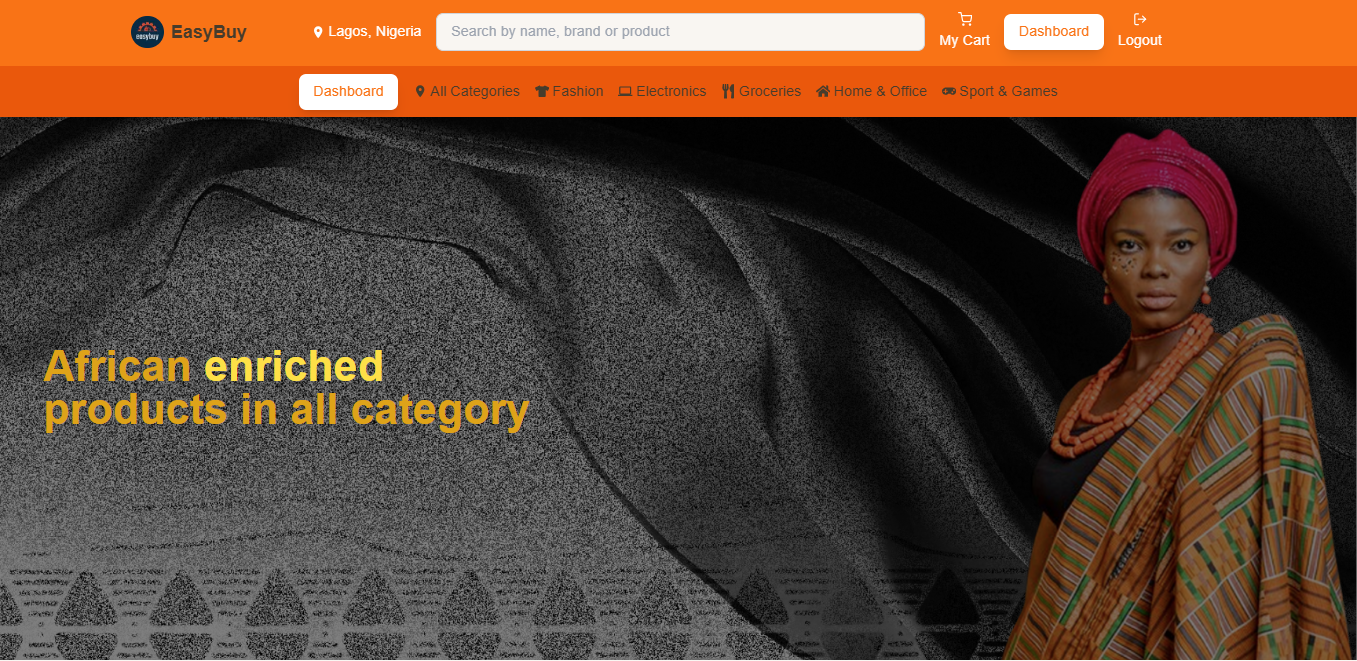 easybuy
EasyBuy
Lagos, Nigeria
Search by name, brand or product
My Cart
Dashboard
Logout
Dashboard
All Categories
Fashion
Electronics
Groceries
Home & Office
Sport & Games
African enriched
products in all category